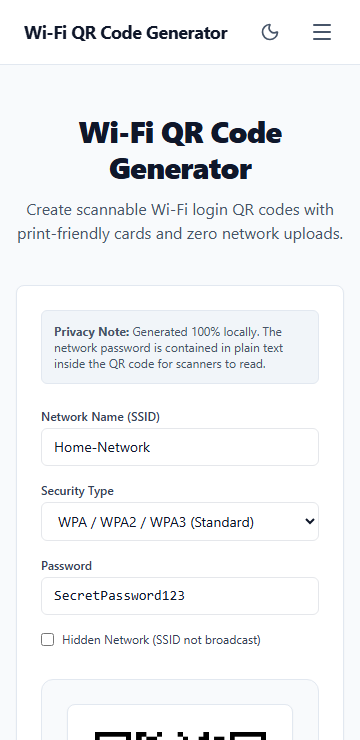 Wi-Fi QR Code Generator
Wi-Fi QR Code
Generator
Create scannable Wi-Fi login QR codes with
print-friendly cards and zero network uploads.
Privacy Note: Generated 100% locally. The
network password is contained in plain text
inside the QR code for scanners to read.
Network Name (SSID)
Home-Network
Security Type
WPA / WPA2 / WPA3 (Standard)
Password
SecretPassword123
Hidden Network (SSID not broadcast)